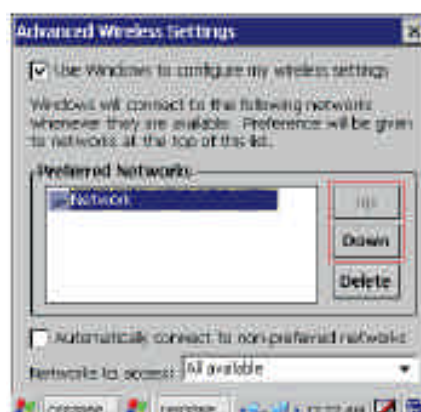 Advanced Wireless Settings
Use Windows to configure my wireless settings
Windows will connect to the following networks
whenever they are available. Preference will be given
to networks at the top of this list.
Preferred Networks
Network
Up
Down
Delete
Automatically connect to non-preferred networks
Networks to access: All available
AM